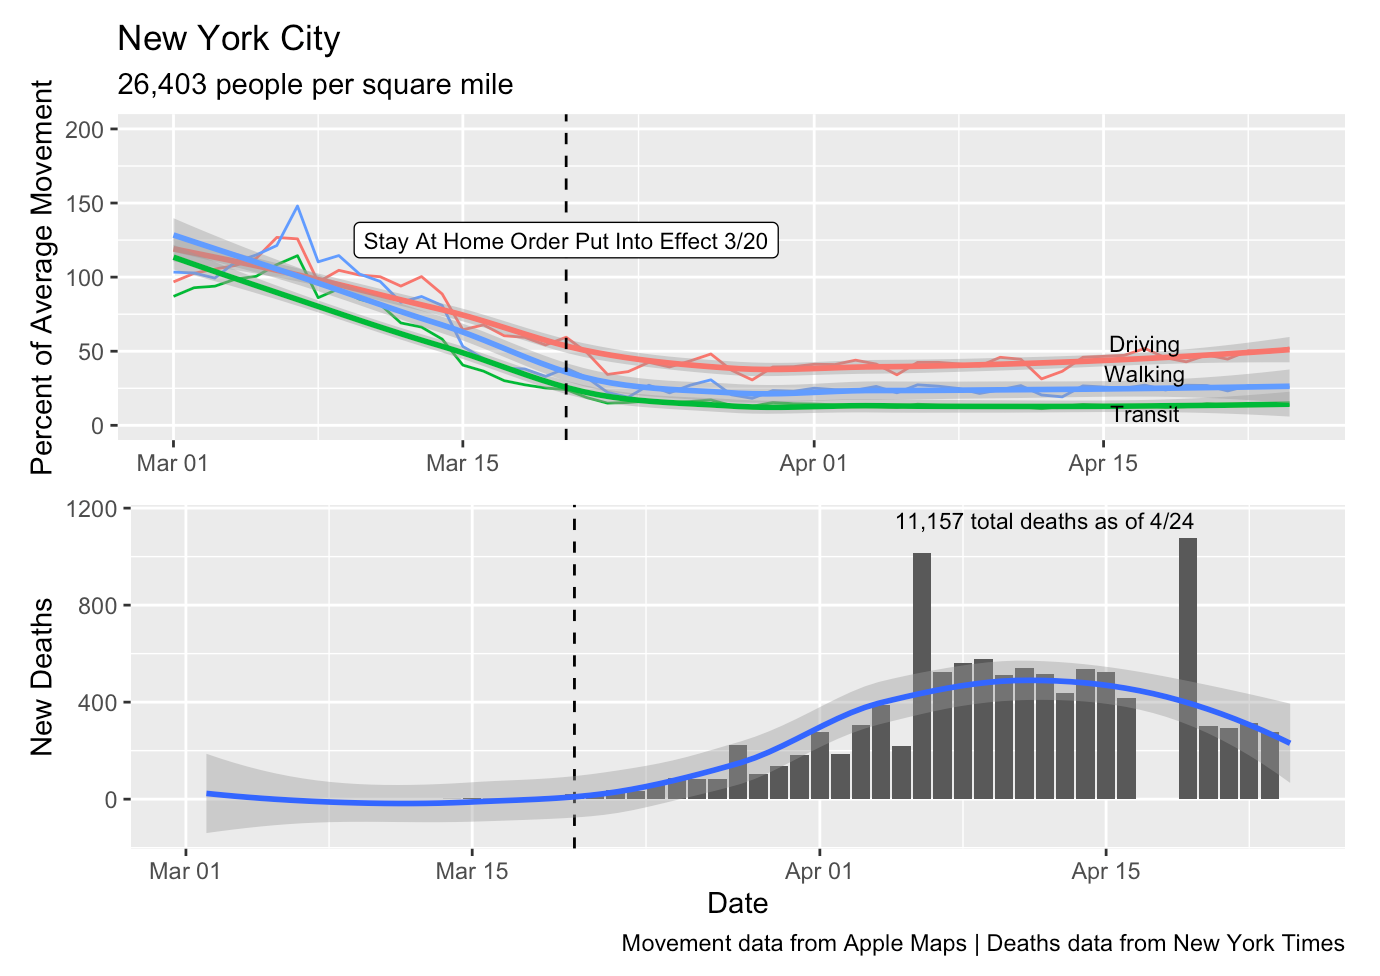 New York City
26,403 people per square mile
Percent of Average Movement
200
150
100
50
0
Stay At Home Order Put Into Effect 3/20
Driving
Walking
Transit
Mar 01
Mar 15
Apr 01
Apr 15
New Deaths
1200
800
400
0
11,157 total deaths as of 4/24
Mar 01
Mar 15
Apr 01
Apr 15
Date
Movement data from Apple Maps | Deaths data from New York Times